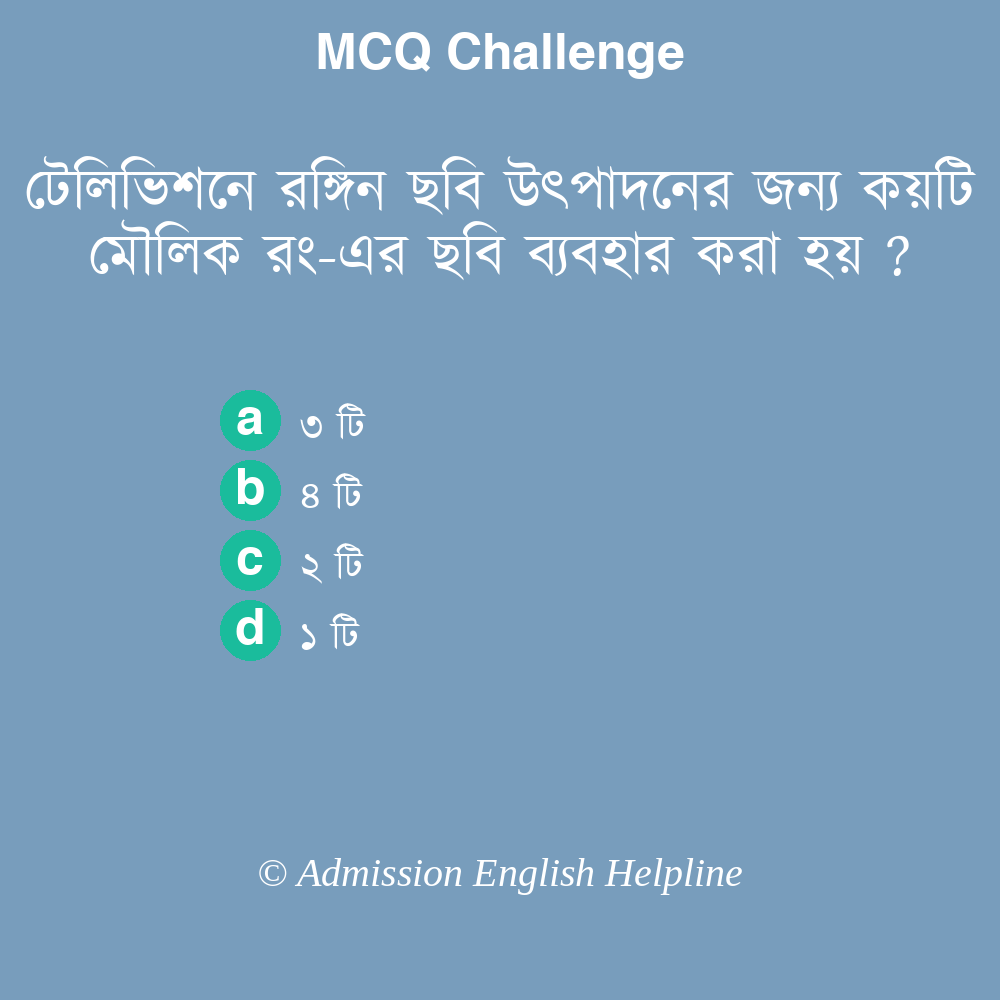 MCQ Challenge
টেলিভিশনে রঙ্গিন ছবি উৎপাদনের জন্য কয়টি
মৌলিক রং-এর ছবি ব্যবহার করা হয় ?
a ৩ টি
b ৪ টি
c ২ টি
d ১ টি
© Admission English Helpline